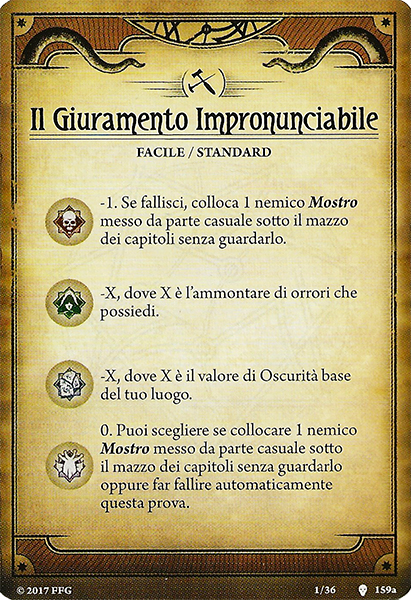 Il Giuramento Impronunciabile
FACILE / STANDARD
-1. Se fallisci, colloca 1 nemico Mostro
messo da parte casuale sotto il mazzo
dei capitoli senza guardarlo.
-X, dove X è l'ammontare di orrori che
possiedi.
-X, dove X è il valore di Oscurità base
del tuo luogo.
0. Puoi scegliere se collocare 1 nemico
Mostro messo da parte casuale sotto
il mazzo dei capitoli senza guardarlo
oppure far fallire automaticamente
questa prova.
© 2017 FFG 1/36 159a